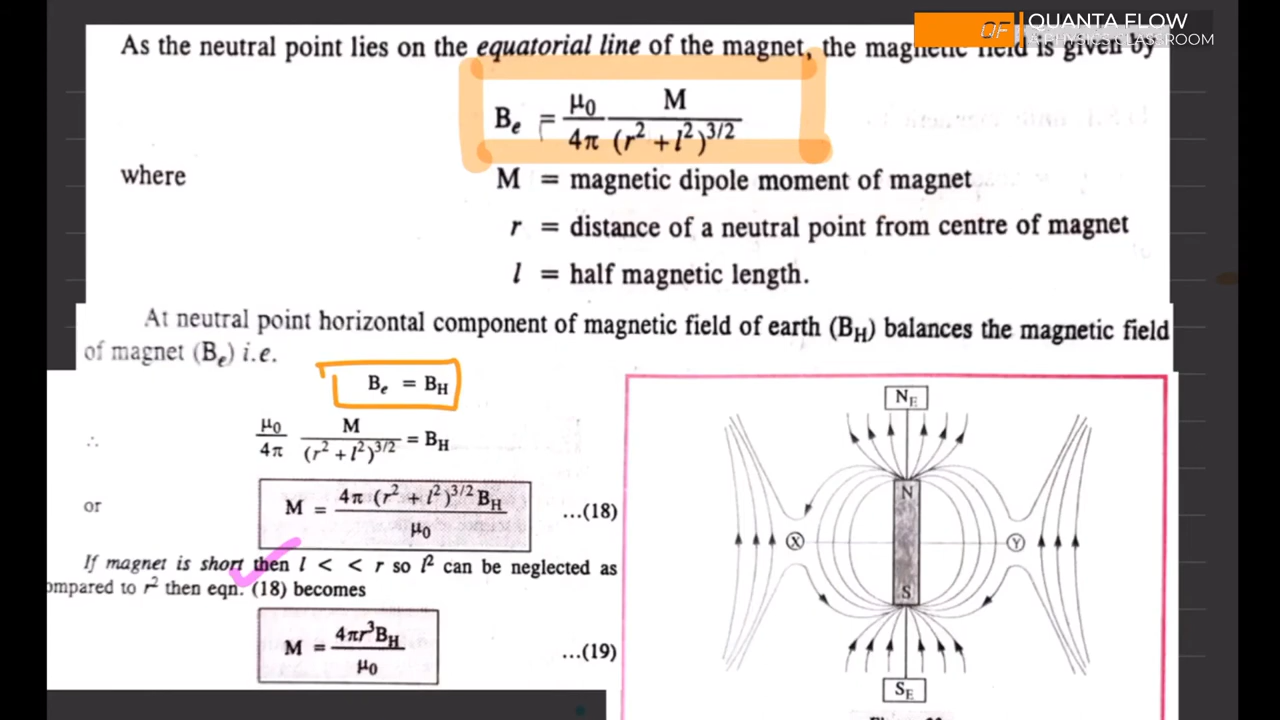 QF QUANTA FLOW
A PHYSICS CLASSROOM
As the neutral point lies on the equatorial line of the magnet, the magnetic field is given by
Bₑ = μ₀/4π M/(r² + l²)^3/2
where M = magnetic dipole moment of magnet
r = distance of a neutral point from centre of magnet
l = half magnetic length.
At neutral point horizontal component of magnetic field of earth (B_H) balances the magnetic field
of magnet (Bₑ) i.e.
Bₑ = B_H
∴ μ₀/4π M/(r² + l²)^3/2 = B_H
or M = 4π (r² + l²)^3/2 B_H / μ₀ ...(18)
If magnet is short then l < < r so l² can be neglected as
ompared to r² then eqn. (18) becomes
M = 4πr³B_H / μ₀ ...(19)
N_E
N
X Y
S
S_E